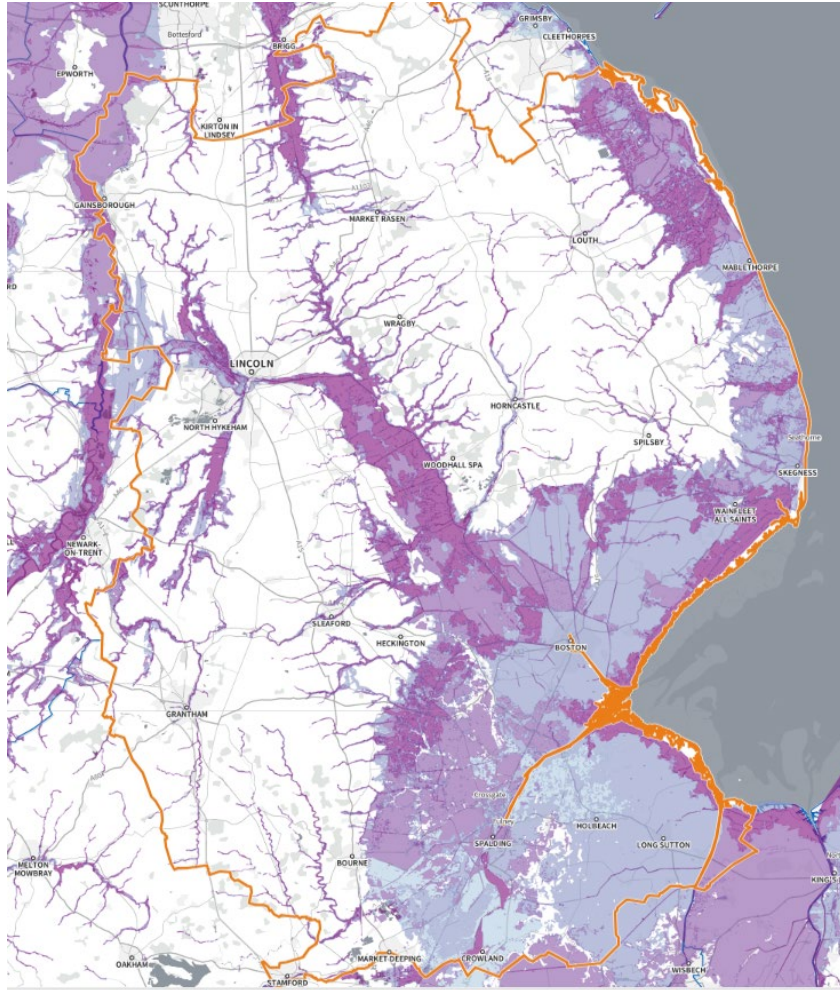 SCUNTHORPE
Bottesford
GRIMSBY
CLEETHORPES
BRIGG
EPWORTH
KIRTON IN
LINDSEY
GAINSBOROUGH
MARKET RASEN
LOUTH
MABLETHORPE
RD
WRAGBY
LINCOLN
HORNCASTLE
NORTH HYKEHAM
SPILSBY
WOODHALL SPA
SKEGNESS
WAINFLEET
ALL SAINTS
NEWARK-
ON-TRENT
SLEAFORD
HECKINGTON
BOSTON
GRANTHAM
HOLBEACH
SPALDING
LONG SUTTON
BOURNE
MELTON
MOWBRAY
KING'S
OAKHAM
MARKET DEEPING
CROWLAND
WISBECH
STAMFORD